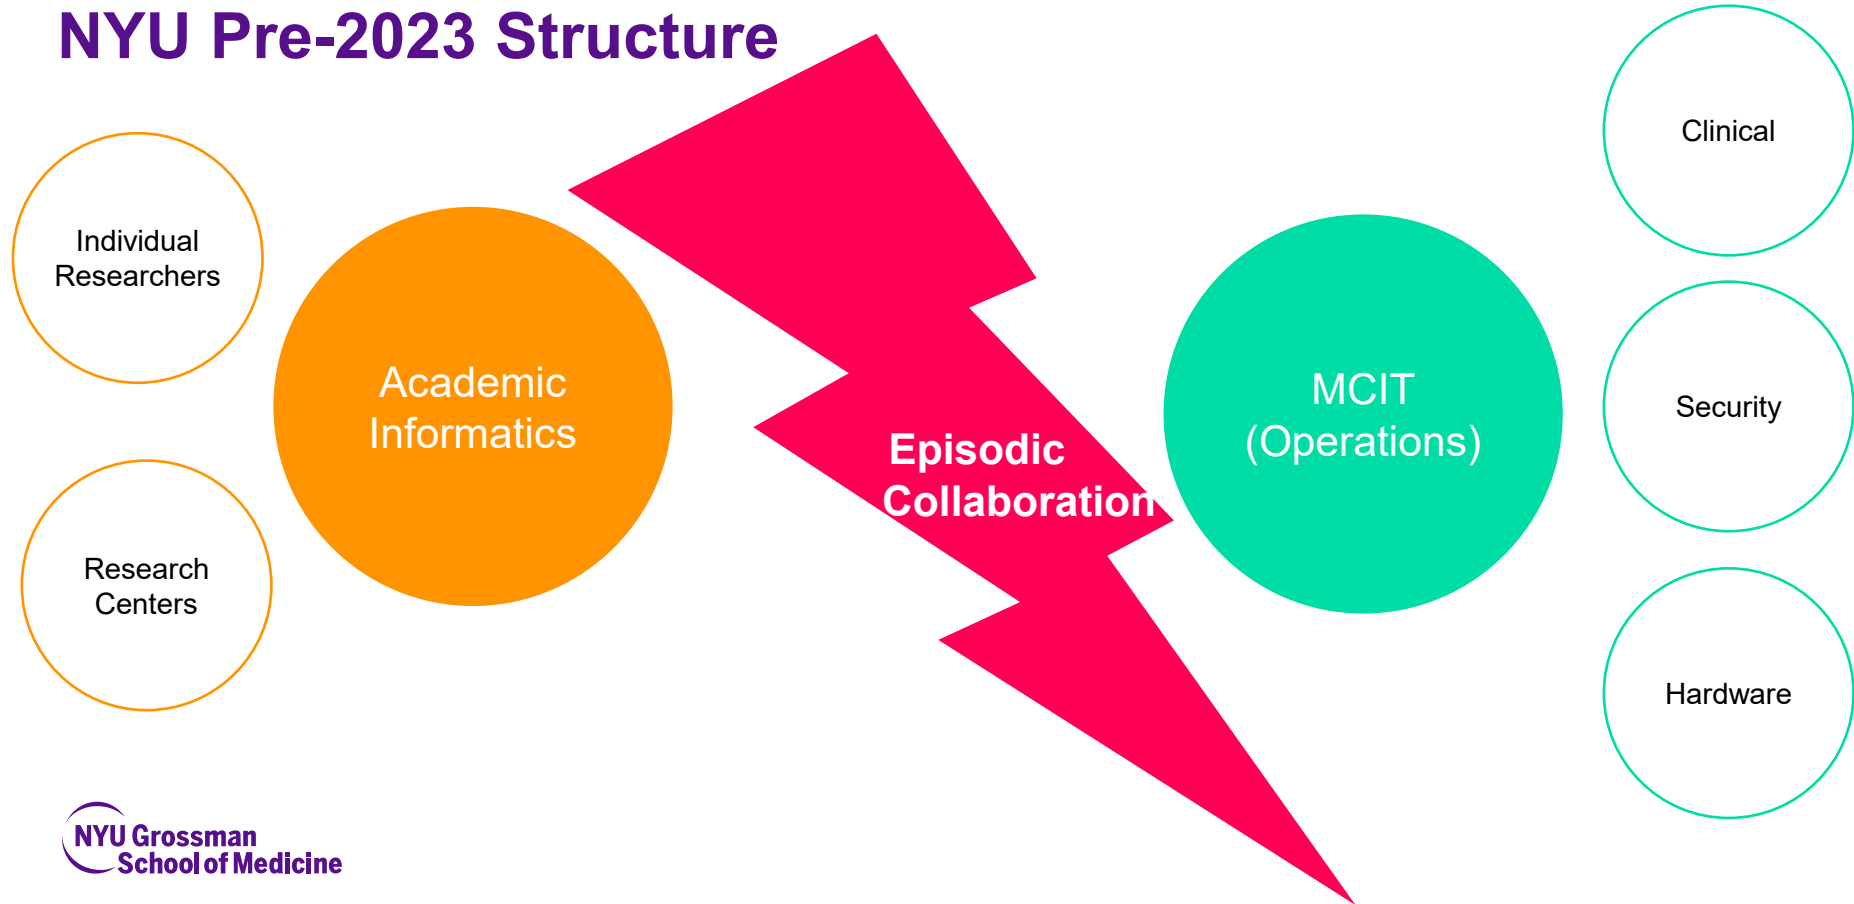 NYU Pre-2023 Structure
Individual
Researchers
Research
Centers
Academic
Informatics
Episodic
Collaboration
MCIT
(Operations)
Clinical
Security
Hardware
NYU Grossman
School of Medicine